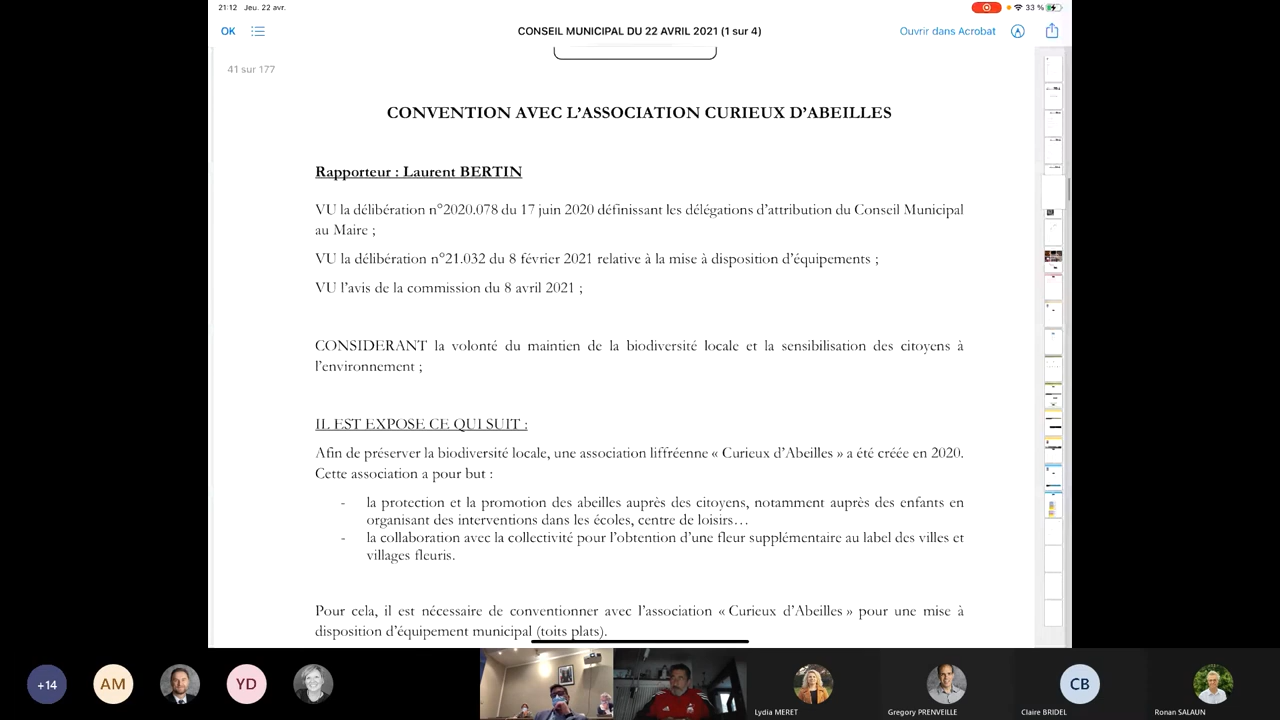 21:12 Jeu. 22 avr.
33 %
OK
CONSEIL MUNICIPAL DU 22 AVRIL 2021 (1 sur 4)
Ouvrir dans Acrobat
41 sur 177
CONVENTION AVEC L'ASSOCIATION CURIEUX D'ABEILLES
Rapporteur : Laurent BERTIN
VU la délibération n°2020.078 du 17 juin 2020 définissant les délégations d'attribution du Conseil Municipal
au Maire ;
VU la délibération n°21.032 du 8 février 2021 relative à la mise à disposition d'équipements ;
VU l'avis de la commission du 8 avril 2021 ;
CONSIDERANT la volonté du maintien de la biodiversité locale et la sensibilisation des citoyens à
l'environnement ;
IL EST EXPOSE CE QUI SUIT :
Afin de préserver la biodiversité locale, une association liffréenne « Curieux d'Abeilles » a été créée en 2020.
Cette association a pour but :
- la protection et la promotion des abeilles auprès des citoyens, notamment auprès des enfants en
organisant des interventions dans les écoles, centre de loisirs…
- la collaboration avec la collectivité pour l'obtention d'une fleur supplémentaire au label des villes et
villages fleuris.
Pour cela, il est nécessaire de conventionner avec l'association « Curieux d'Abeilles » pour une mise à
disposition d'équipement municipal (toits plats).
+14
AM
YD
CB
Lydia MERET
Gregory PRENVEILLE
Claire BRIDEL
Ronan SALAUN